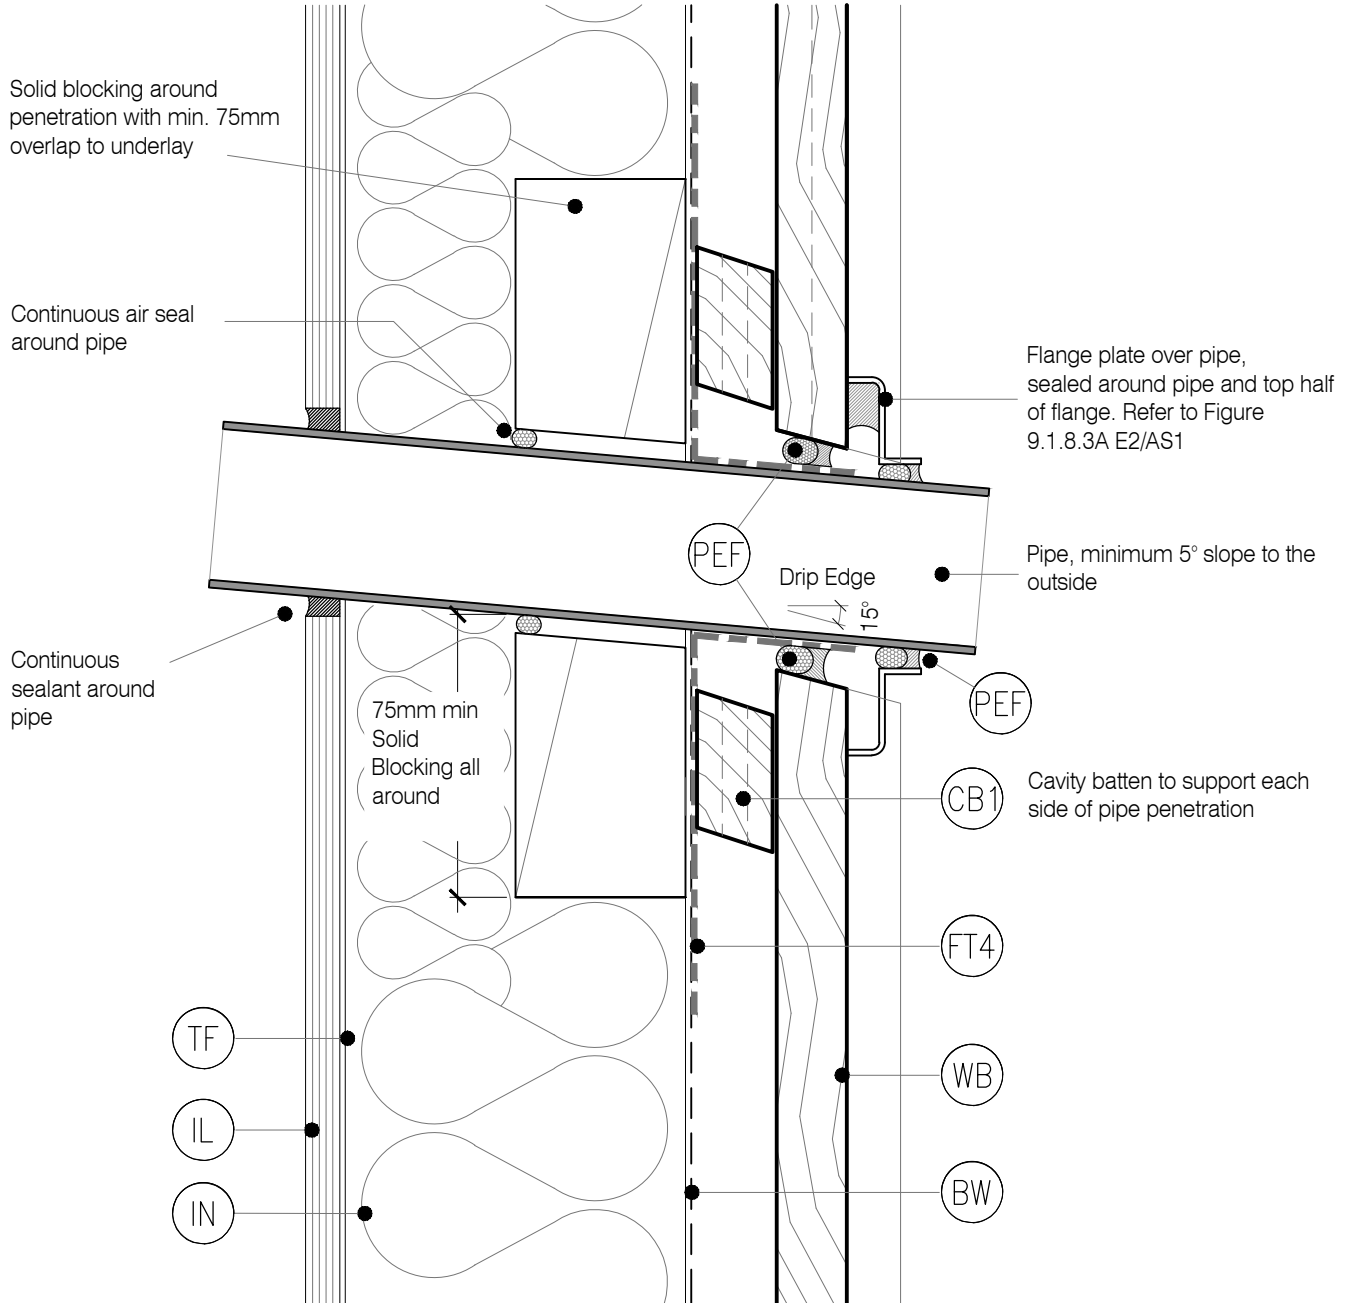 Solid blocking around
penetration with min. 75mm
overlap to underlay
Continuous air seal
around pipe
Flange plate over pipe,
sealed around pipe and top half
of flange. Refer to Figure
9.1.8.3A E2/AS1
PEF
Drip Edge
15°
Pipe, minimum 5° slope to the
outside
Continuous
sealant around
pipe
75mm min
Solid
Blocking all
around
PEF
CB1
Cavity batten to support each
side of pipe penetration
FT4
TF
WB
IL
BW
IN